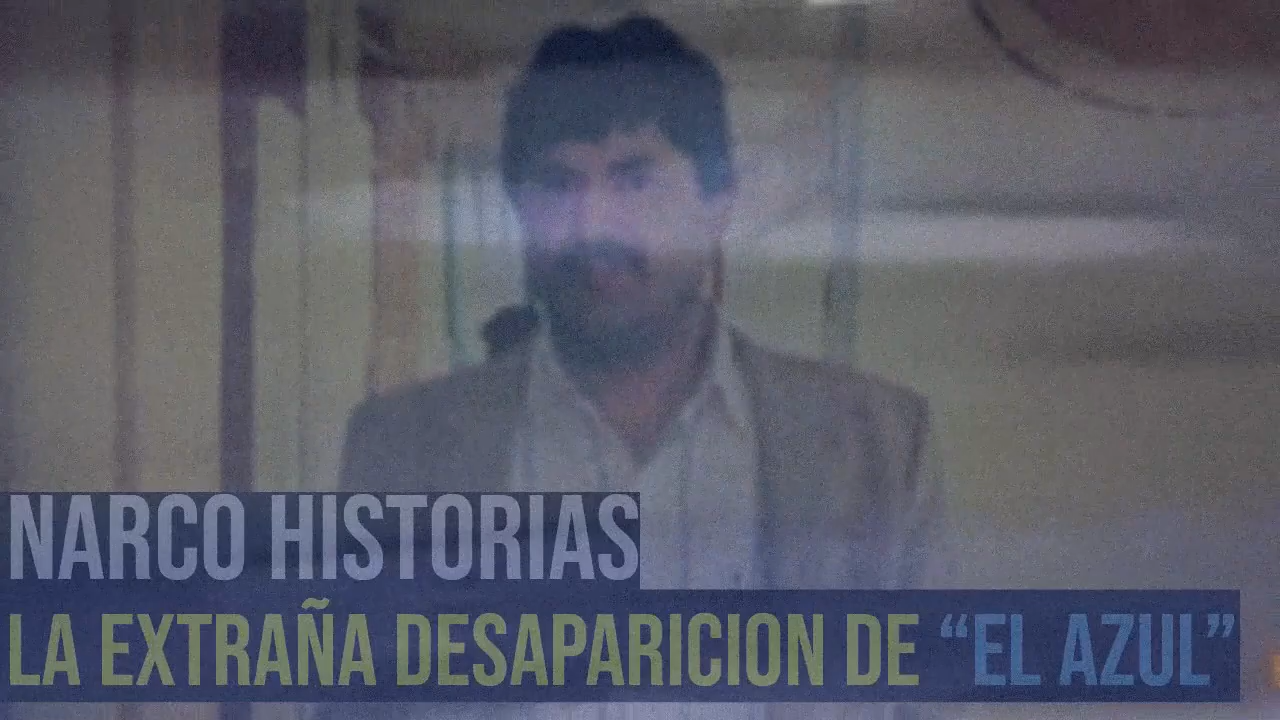 NARCO HISTORIAS
LA EXTRAÑA DESAPARICION DE “EL AZUL”